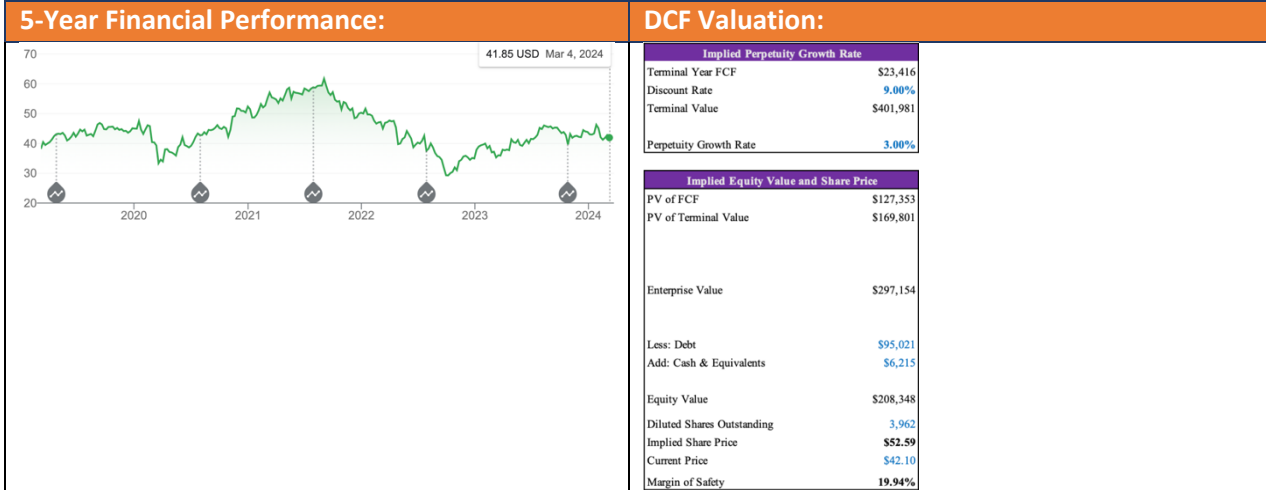 5-Year Financial Performance:
70
41.85 USD Mar 4, 2024
60
50
40
30
20
2020 2021 2022 2023 2024
DCF Valuation:
Implied Perpetuity Growth Rate
Terminal Year FCF $23,416
Discount Rate 9.00%
Terminal Value $401,981
Perpetuity Growth Rate 3.00%
Implied Equity Value and Share Price
PV of FCF $127,353
PV of Terminal Value $169,801
Enterprise Value $297,154
Less: Debt $95,021
Add: Cash & Equivalents $6,215
Equity Value $208,348
Diluted Shares Outstanding 3,962
Implied Share Price $52.59
Current Price $42.10
Margin of Safety 19.94%